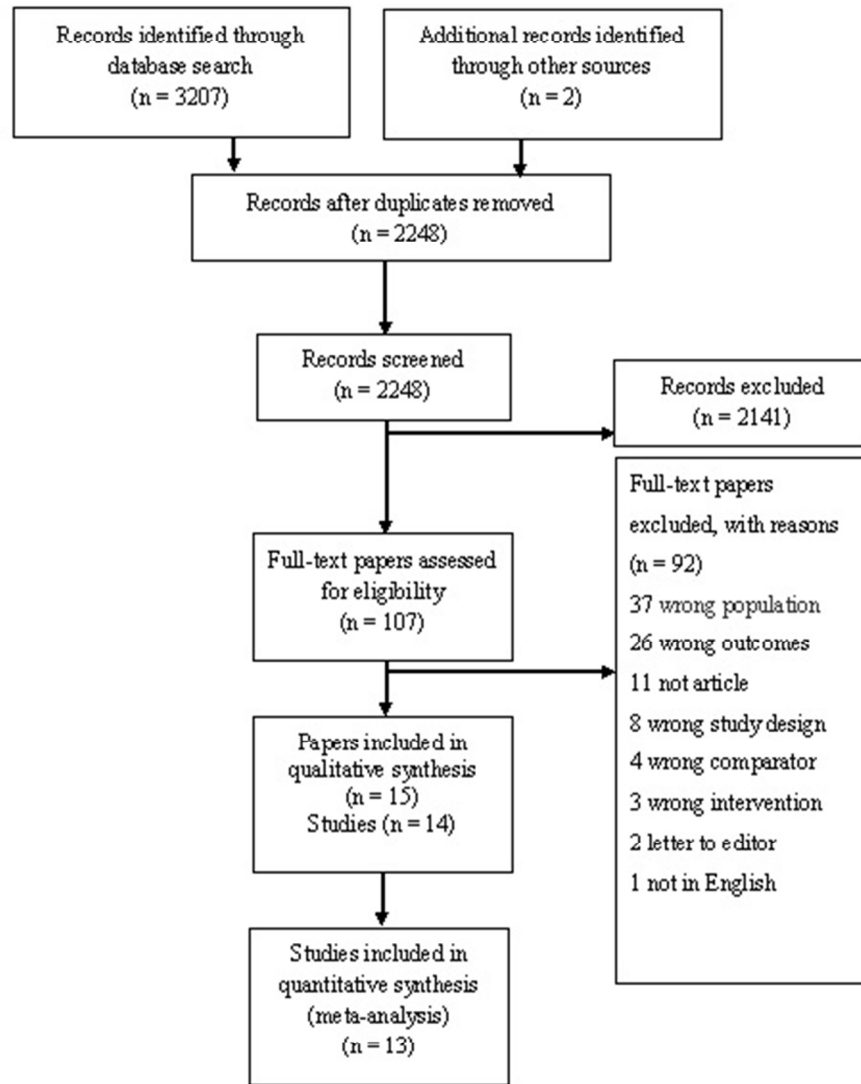 Records identified through
database search
(n = 3207)
Additional records identified
through other sources
(n = 2)
Records after duplicates removed
(n = 2248)
Records screened
(n = 2248)
Records excluded
(n = 2141)
Full-text papers assessed
for eligibility
(n = 107)
Full-text papers
excluded, with reasons
(n = 92)
37 wrong population
26 wrong outcomes
11 not article
8 wrong study design
4 wrong comparator
3 wrong intervention
2 letter to editor
1 not in English
Papers included in
qualitative synthesis
(n = 15)
Studies (n = 14)
Studies included in
quantitative synthesis
(meta-analysis)
(n = 13)